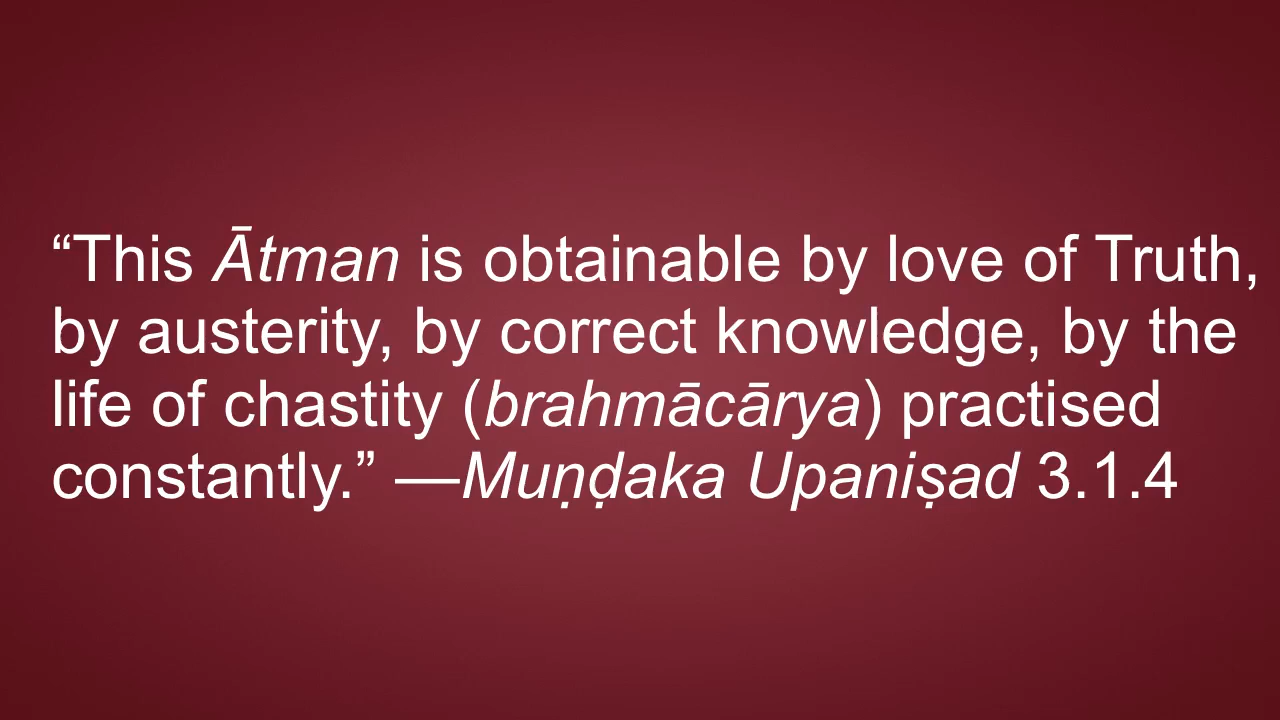 “This Ātman is obtainable by love of Truth,
by austerity, by correct knowledge, by the
life of chastity (brahmācārya) practised
constantly.” —Muṇḍaka Upaniṣad 3.1.4